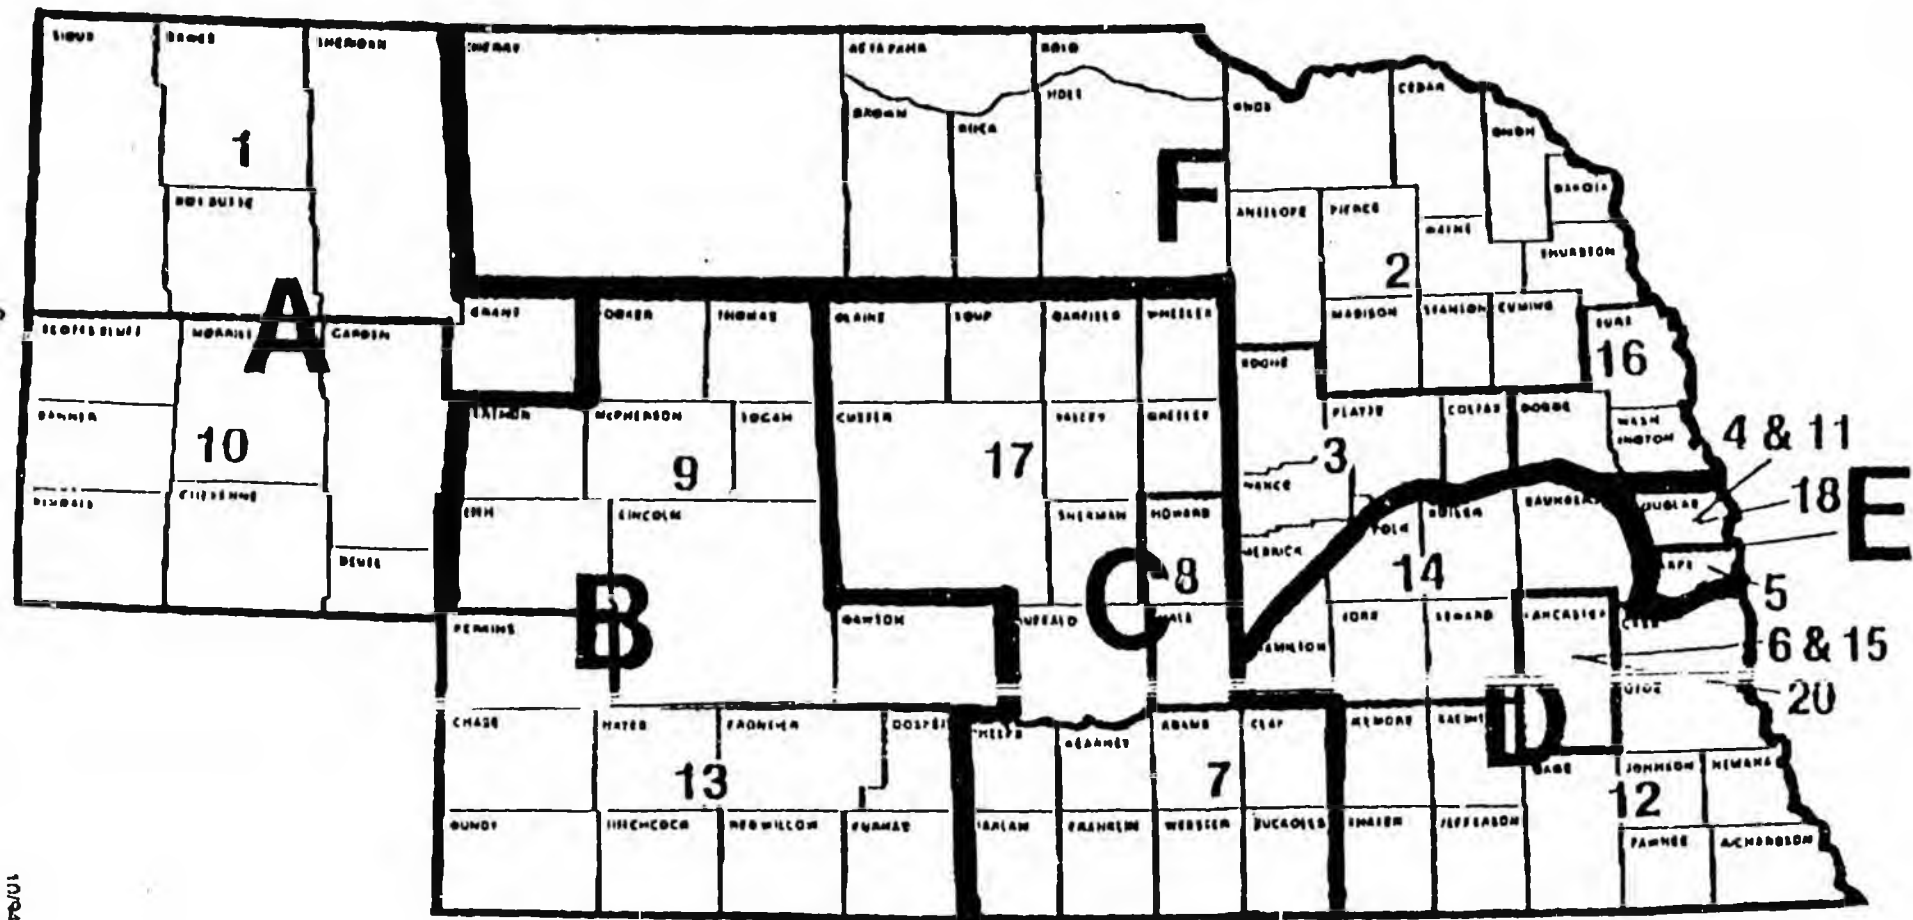 SIOUX
DAWES
SHERIDAN
CHERRY
KEYA PAHA
BOYD
HOLT
BROWN
ROCK
KNOX
CEDAR
DIXON
DAKOTA
1
F
BOX BUTTE
ANTELOPE
PIERCE
WAYNE
THURSTON
2
A
SCOTTS BLUFF
MORRILL
GARDEN
GRANT
HOOKER
THOMAS
BLAINE
LOUP
GARFIELD
WHEELER
MADISON
STANTON
CUMING
BURT
16
BOONE
BANNER
10
ARTHUR
MCPHERSON
LOGAN
CUSTER
VALLEY
GREELEY
PLATTE
COLFAX
DODGE
WASH
INGTON
4 & 11
9
17
3
NANCE
KIMBALL
CHEYENNE
KEITH
LINCOLN
SHERMAN
HOWARD
MERRICK
POLK
BUTLER
SAUNDERS
DOUGLAS
18
E
DEUEL
B
C
8
14
SARPY
5
PERKINS
DAWSON
BUFFALO
HALL
HAMILTON
YORK
SEWARD
LANCASTER
CASS
6 & 15
OTOE
20
CHASE
HAYES
FRONTIER
GOSPER
PHELPS
KEARNEY
ADAMS
CLAY
FILLMORE
SALINE
D
13
7
GAGE
JOHNSON
NEMAHA
12
DUNDY
HITCHCOCK
RED WILLOW
FURNAS
HARLAN
FRANKLIN
WEBSTER
NUCKOLLS
THAYER
JEFFERSON
PAWNEE
RICHARDSON
10/94